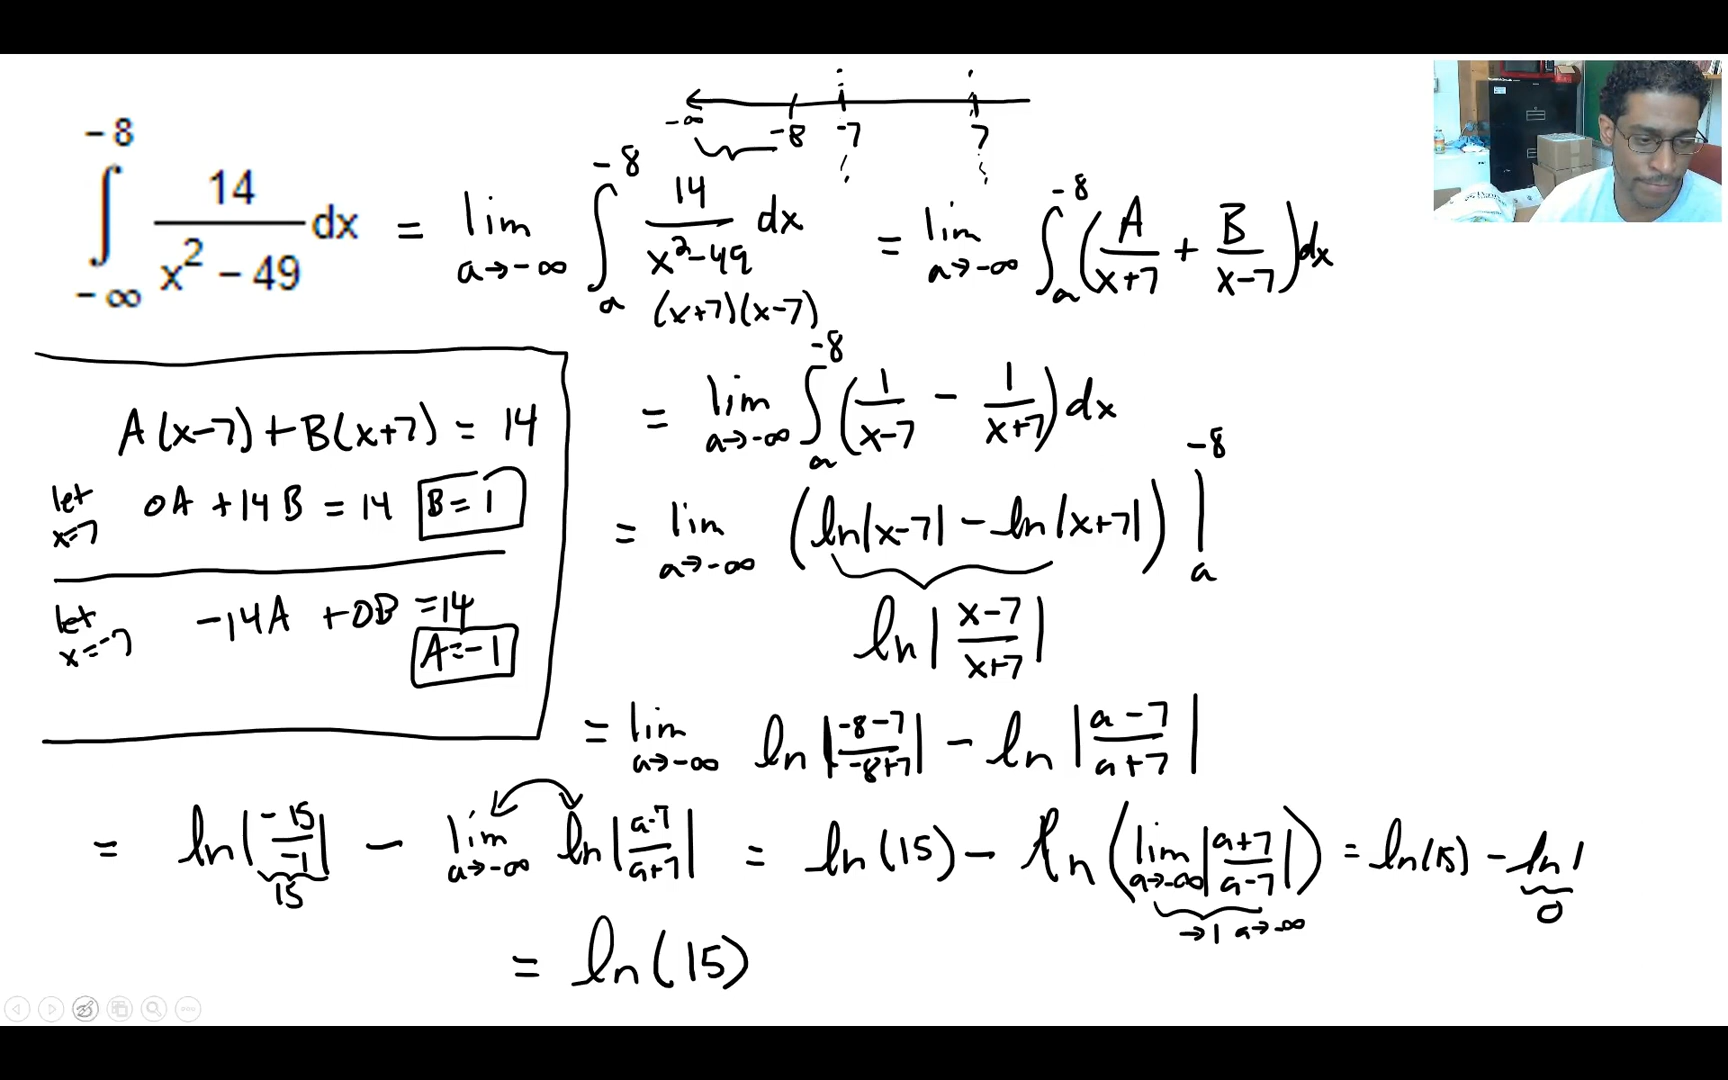 -∞ -8 -7 7
∫_{-∞}^{-8} 14/(x² - 49) dx = lim_{a→-∞} ∫_a^{-8} 14/(x²-49) dx = lim_{a→-∞} ∫_a^{-8} (A/(x+7) + B/(x-7)) dx
(x+7)(x-7)
= lim_{a→-∞} ∫_a^{-8} (1/(x-7) - 1/(x+7)) dx
A(x-7) + B(x+7) = 14
let x=7 0A + 14B = 14 B = 1
let x=-7 -14A + 0B = 14
A = -1
= lim_{a→-∞} (ln|x-7| - ln|x+7|) |_a^{-8}
ln|(x-7)/(x+7)|
= lim_{a→-∞} ln|(-8-7)/(-8+7)| - ln|(a-7)/(a+7)|
= ln|-15/-1| - lim_{a→-∞} ln|(a-7)/(a+7)| = ln(15) - ln(lim_{a→-∞} |(a+7)/(a-7)|) = ln(15) - ln 1
15 →1 a→-∞ 0
= ln(15)